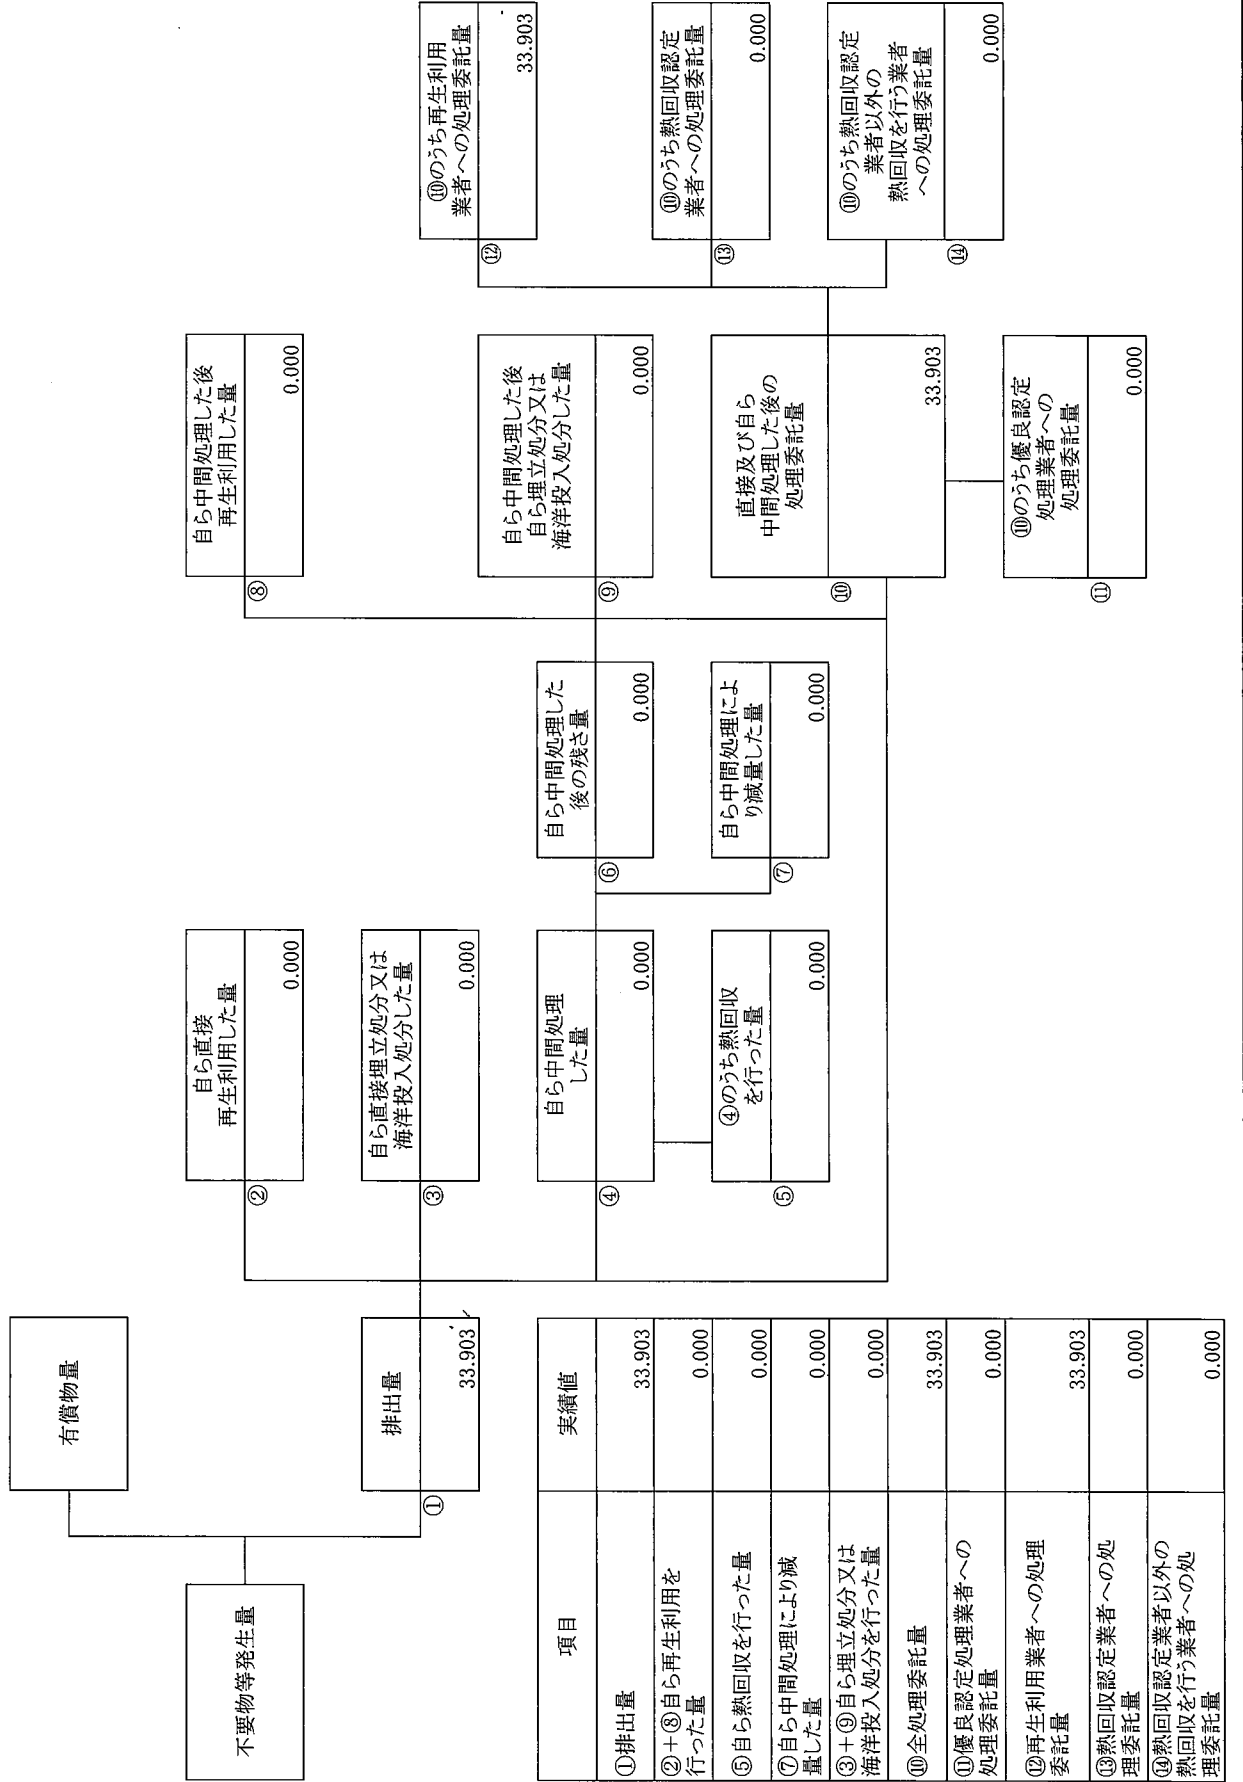 不要物等発生量
有償物量
排出量
①
33.903
自ら直接
再生利用した量
②
0.000
自ら直接埋立処分又は
海洋投入処分した量
③
0.000
自ら中間処理
した量
④
0.000
④のうち熱回収
を行った量
⑤
0.000
自ら中間処理した
後の残さ量
⑥
0.000
自ら中間処理によ
り減量した量
⑦
0.000
自ら中間処理した後
再生利用した量
⑧
0.000
自ら中間処理した後
自ら埋立処分又は
海洋投入処分した量
⑨
0.000
直接及び自ら
中間処理した後の
処理委託量
⑩
33.903
⑩のうち優良認定
処理業者への
処理委託量
⑪
0.000
⑩のうち再生利用
業者への処理委託量
⑫
33.903
⑩のうち熱回収認定
業者への処理委託量
⑬
0.000
⑩のうち熱回収認定
業者以外の
熱回収を行う業者
への処理委託量
⑭
0.000
項目 実績値
①排出量 33.903
②+⑧自ら再生利用を
行った量 0.000
⑤自ら熱回収を行った量 0.000
⑦自ら中間処理により減
量した量 0.000
③+⑨自ら埋立処分又は
海洋投入処分を行った量 0.000
⑩全処理委託量 33.903
⑪優良認定処理業者への
処理委託量 0.000
⑫再生利用業者への処理
委託量 33.903
⑬熱回収認定業者への処
理委託量 0.000
⑭熱回収認定業者以外の
熱回収を行う業者への処
理委託量 0.000